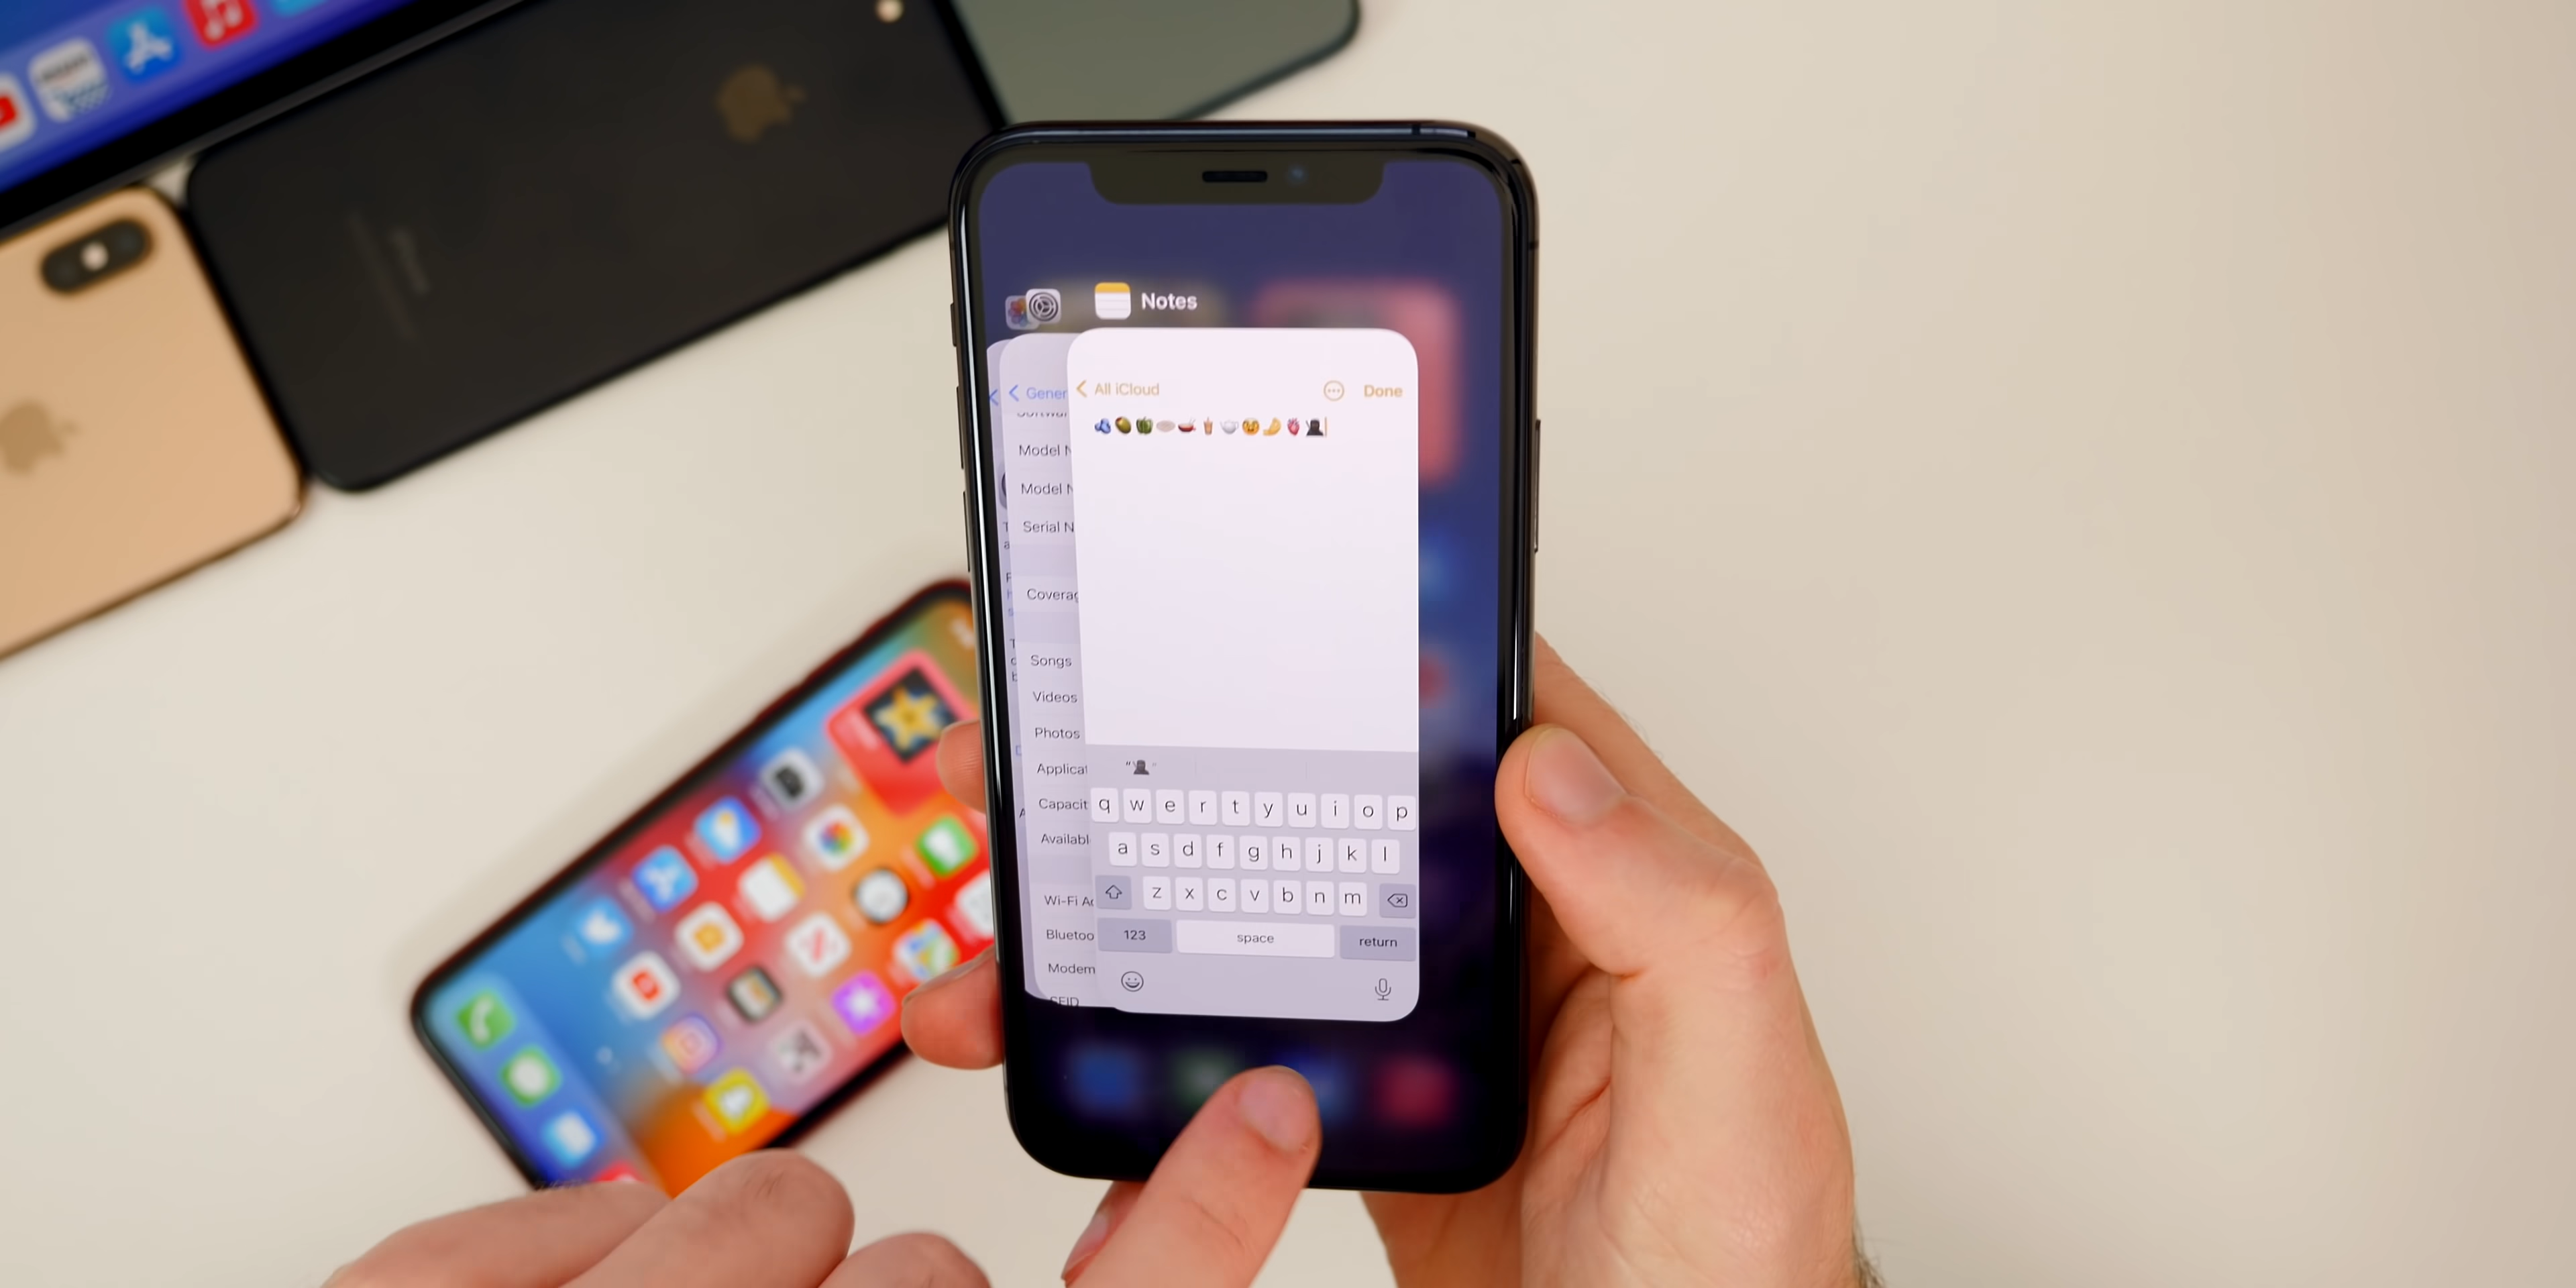 Notes
All iCloud
Done
Gener
Model N
Model N
Serial N
Coverag
Songs
Videos
Photos
Applicat
Capacit
Availabl
Wi-Fi Ad
Bluetoo
Modem
SEID
q w e r t y u i o p
a s d f g h j k l
z x c v b n m
123 space return